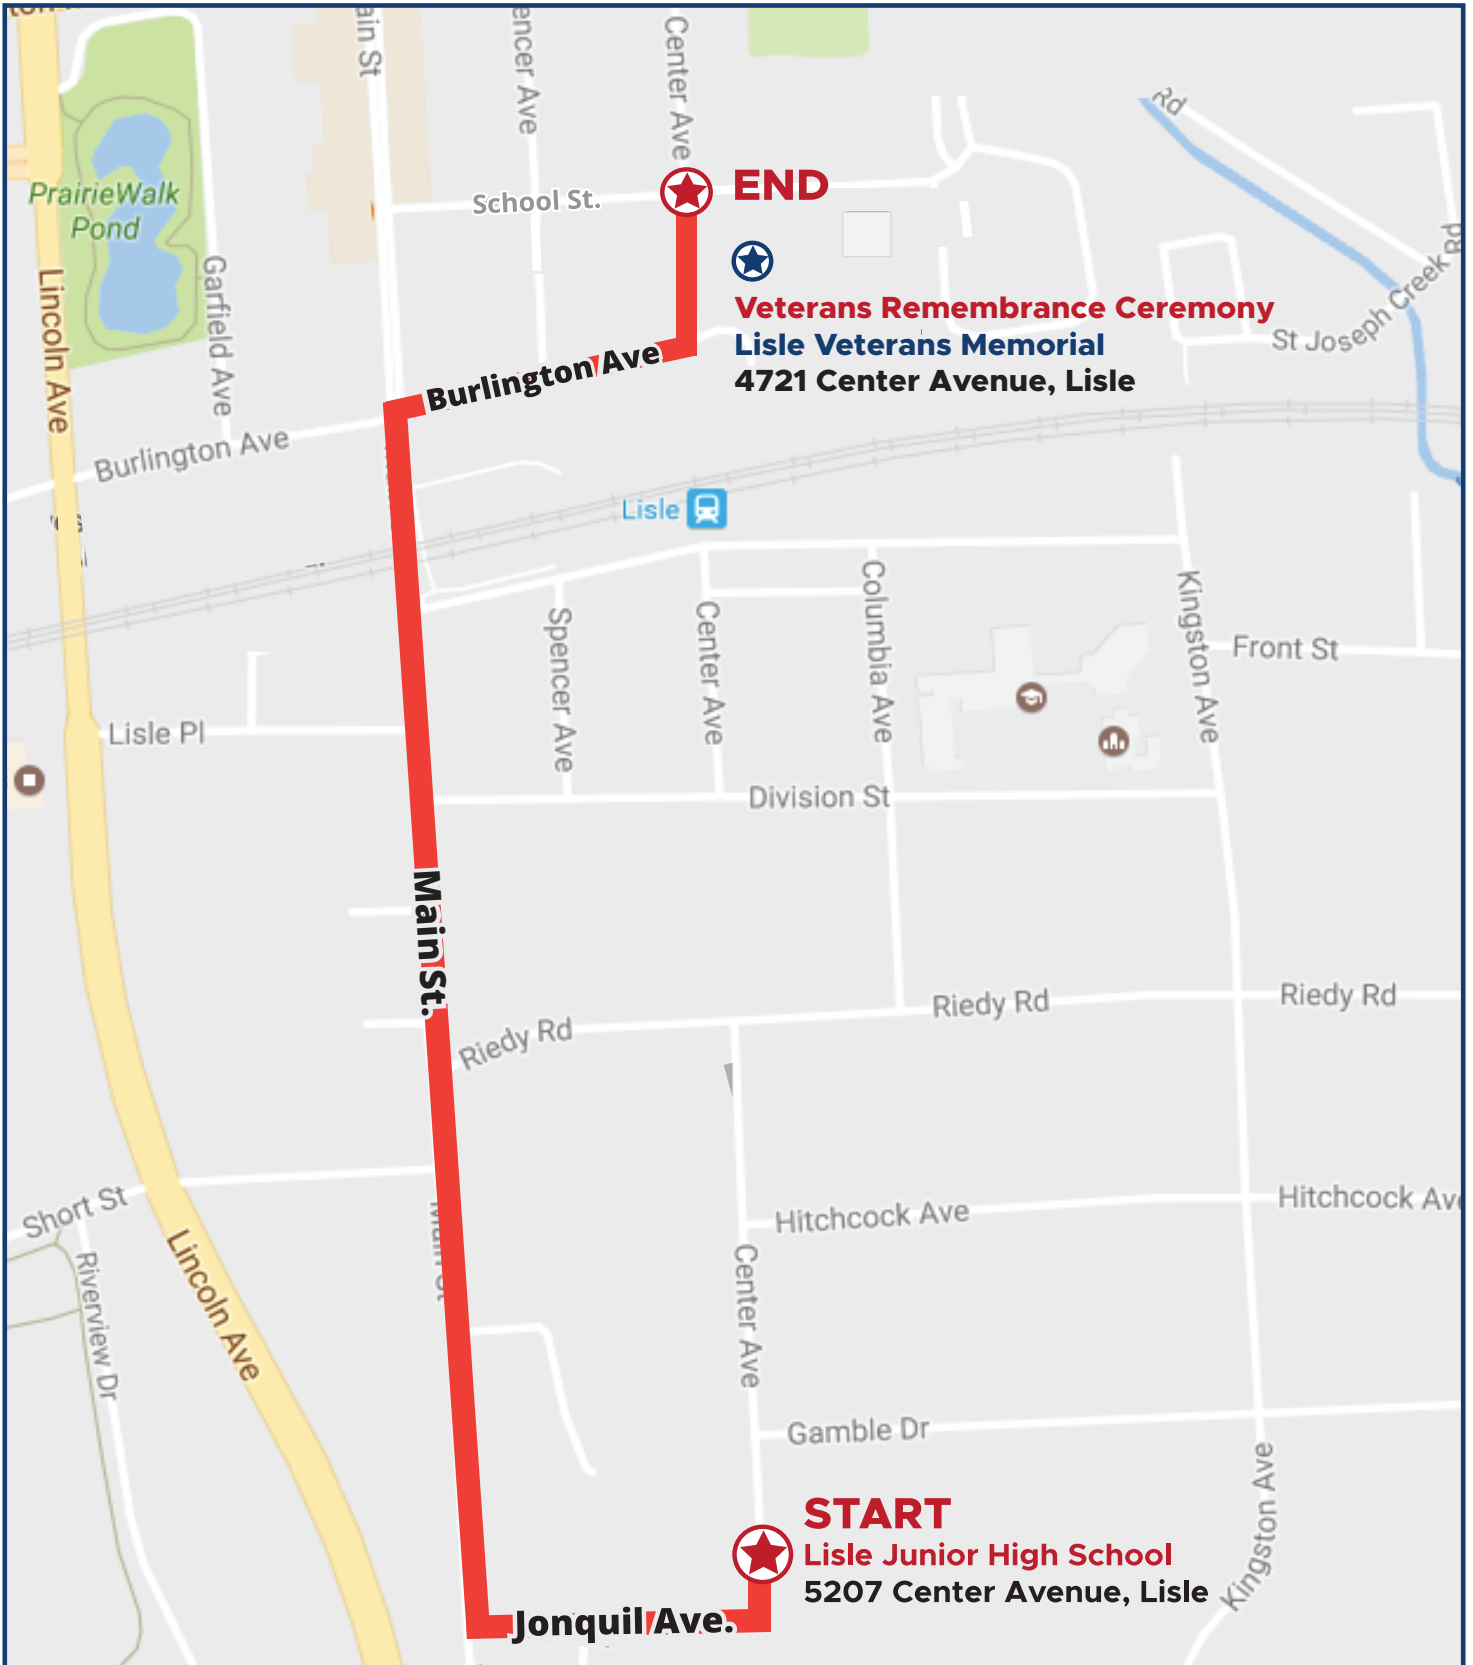 Center Ave
School St.
END
PrairieWalk
Pond
Lincoln Ave
Garfield Ave
Veterans Remembrance Ceremony
Lisle Veterans Memorial
4721 Center Avenue, Lisle
Rd
St Joseph Creek Rd
Burlington Ave
Burlington Ave
Lisle
Spencer Ave
Center Ave
Columbia Ave
Kingston Ave
Front St
Lisle Pl
Division St
Main St.
Riedy Rd
Riedy Rd
Riedy Rd
Short St
Main St
Hitchcock Ave
Hitchcock Ave
Riverview Dr
Lincoln Ave
Center Ave
Gamble Dr
Kingston Ave
START
Lisle Junior High School
5207 Center Avenue, Lisle
Jonquil Ave.